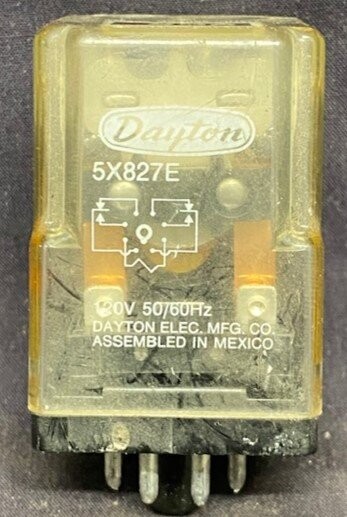 Dayton
5X827E
120V 50/60Hz
DAYTON ELEC. MFG. CO.
ASSEMBLED IN MEXICO